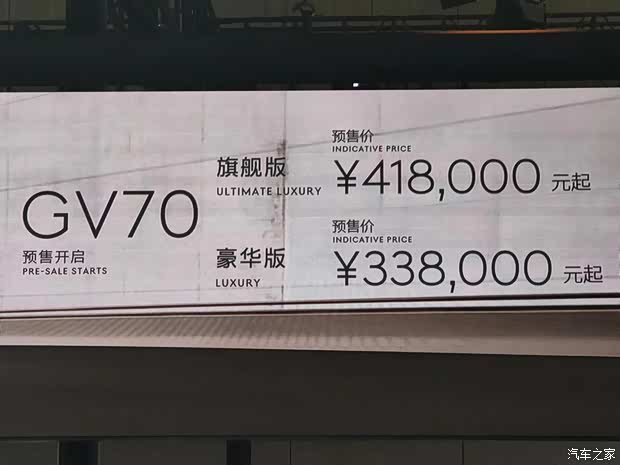 GV70
预售开启
PRE-SALE STARTS
旗舰版
ULTIMATE LUXURY
预售价
INDICATIVE PRICE
¥418,000 元起
豪华版
LUXURY
预售价
INDICATIVE PRICE
¥338,000 元起
汽车之家